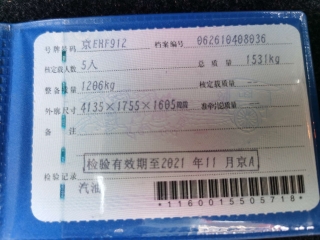 号牌号码 京EHF912 档案编号 062610408036
核定载人数 5人 总质量 1531kg
整备质量 1206kg 核定载质量 --
外廓尺寸 4135×1755×1605mm 准牵引总质量 --
备注
检验有效期至2021年11月京A
检验记录
汽油
*1160015505718*